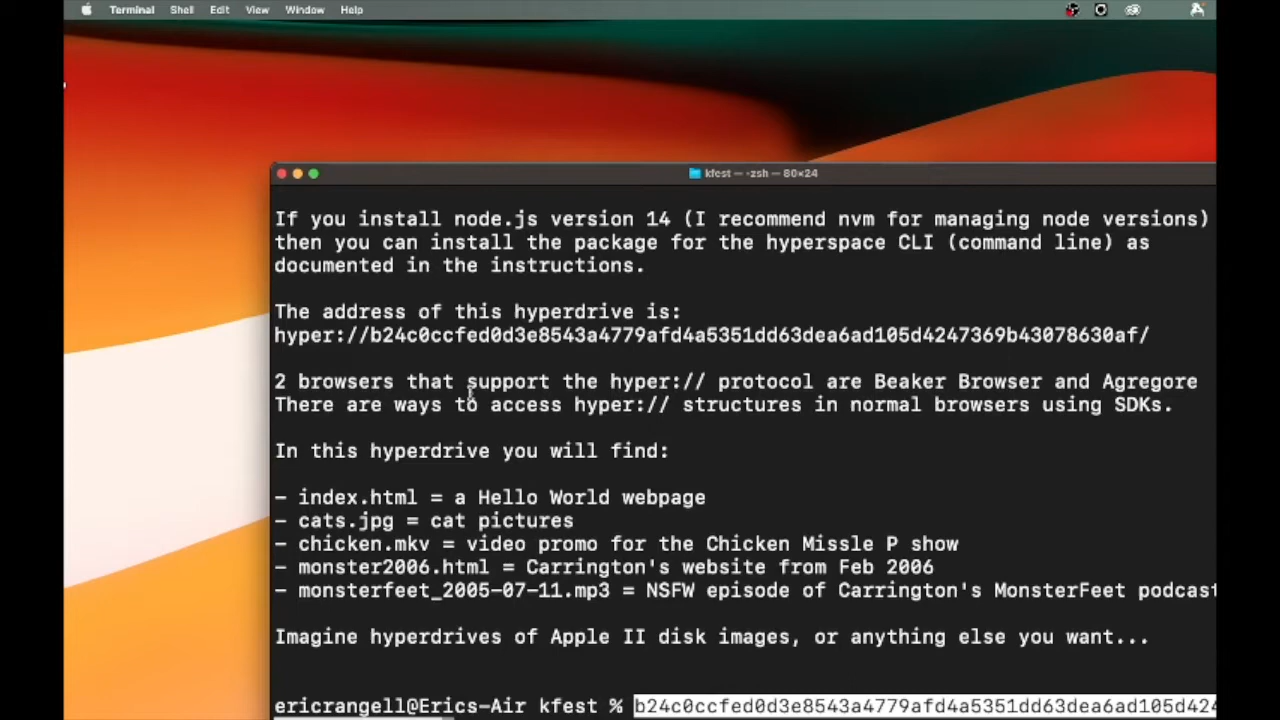 Terminal Shell Edit View Window Help
kfest — -zsh — 80×24
If you install node.js version 14 (I recommend nvm for managing node versions)
then you can install the package for the hyperspace CLI (command line) as
documented in the instructions.
The address of this hyperdrive is:
hyper://b24c0ccfed0d3e8543a4779afd4a5351dd63dea6ad105d4247369b43078630af/
2 browsers that support the hyper:// protocol are Beaker Browser and Agregore
There are ways to access hyper:// structures in normal browsers using SDKs.
In this hyperdrive you will find:
- index.html = a Hello World webpage
- cats.jpg = cat pictures
- chicken.mkv = video promo for the Chicken Missle P show
- monster2006.html = Carrington's website from Feb 2006
- monsterfeet_2005-07-11.mp3 = NSFW episode of Carrington's MonsterFeet podcast
Imagine hyperdrives of Apple II disk images, or anything else you want...
ericrangell@Erics-Air kfest % b24c0ccfed0d3e8543a4779afd4a5351dd63dea6ad105d424